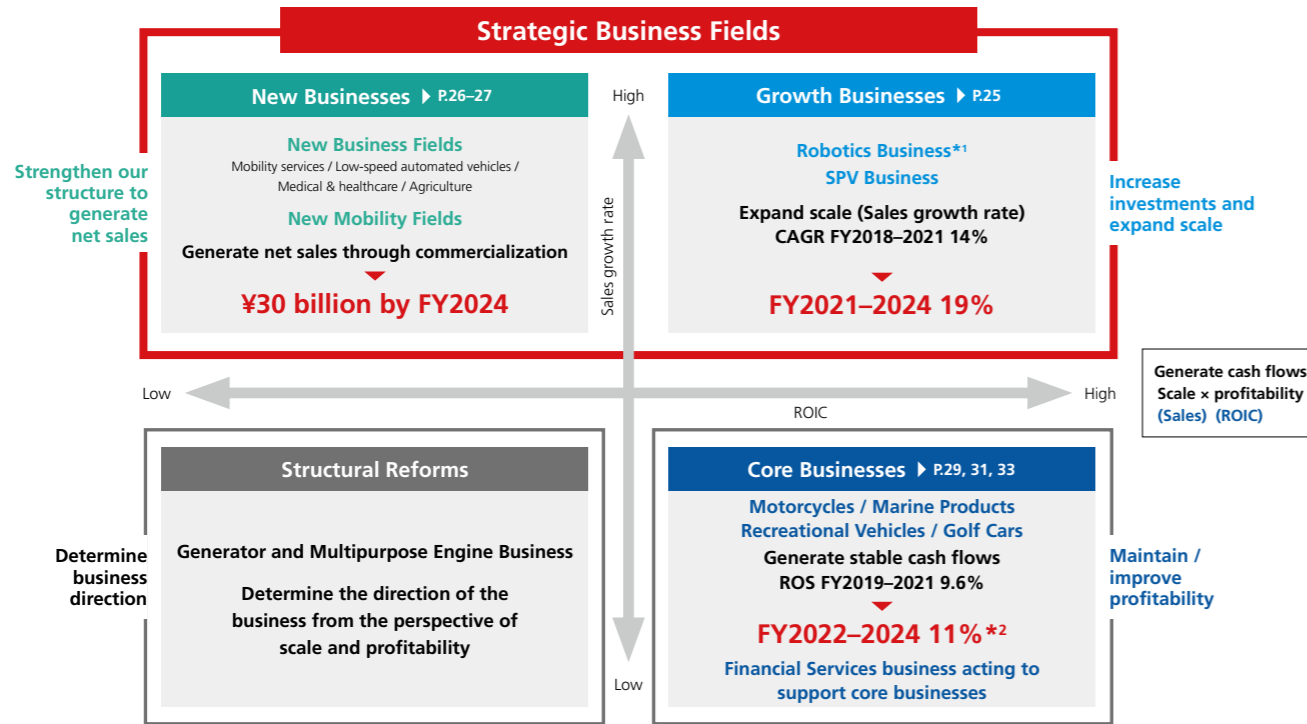 Strategic Business Fields
Strengthen our
structure to
generate
net sales
New Businesses ▶ P.26–27
New Business Fields
Mobility services / Low-speed automated vehicles /
Medical & healthcare / Agriculture
New Mobility Fields
Generate net sales through commercialization
¥30 billion by FY2024
High
Sales growth rate
Growth Businesses ▶ P.25
Robotics Business*1
SPV Business
Expand scale (Sales growth rate)
CAGR FY2018–2021 14%
FY2021–2024 19%
Increase
investments and
expand scale
Low
ROIC
High
Generate cash flows
Scale × profitability
(Sales) (ROIC)
Determine
business
direction
Structural Reforms
Generator and Multipurpose Engine Business
Determine the direction of the
business from the perspective of
scale and profitability
Low
Core Businesses ▶ P.29, 31, 33
Motorcycles / Marine Products
Recreational Vehicles / Golf Cars
Generate stable cash flows
ROS FY2019–2021 9.6%
FY2022–2024 11%*2
Financial Services business acting to
support core businesses
Maintain /
improve
profitability